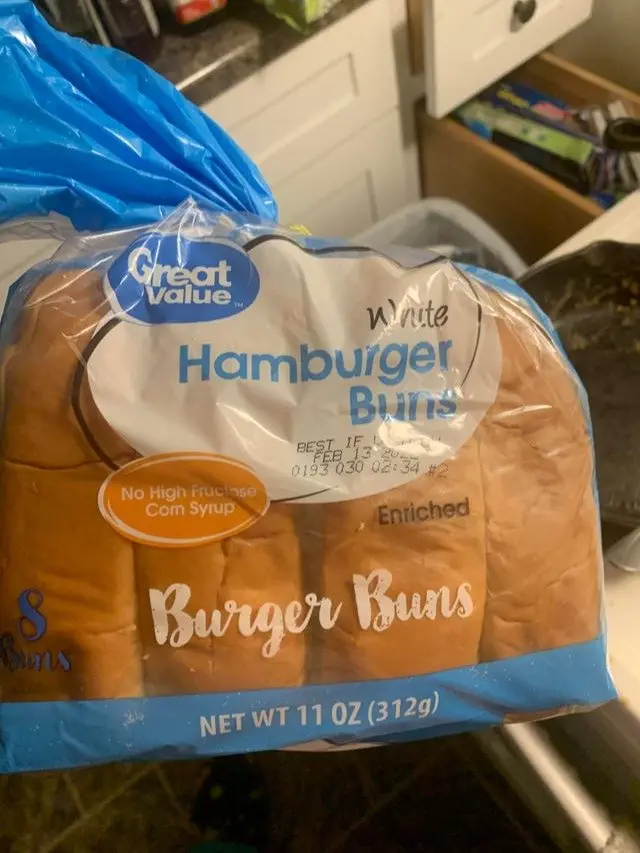 Great
Value
TM
White
Hamburger
Buns
BEST IF
FEB 13
0193 030 02:34 #2
No High Fructose
Corn Syrup
Enriched
8
Buns
Burger Buns
NET WT 11 OZ (312g)